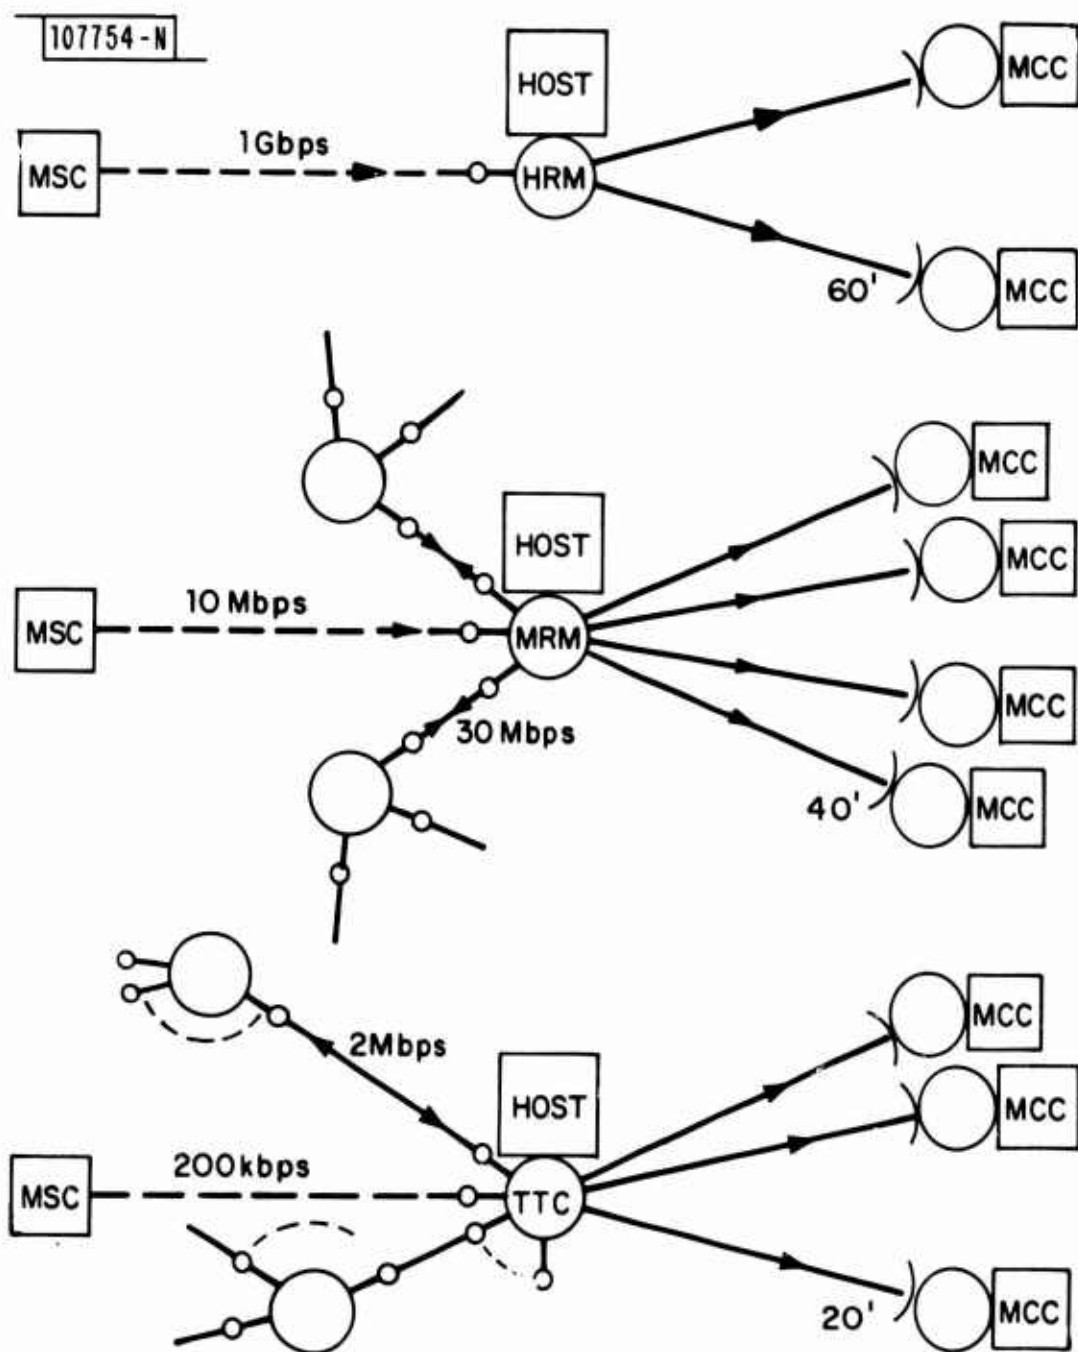 107754-N
HOST
MCC
1Gbps
MSC
HRM
60'
MCC
MCC
HOST
MCC
10 Mbps
MSC
MRM
30 Mbps
MCC
40'
MCC
2Mbps
MCC
HOST
MCC
200kbps
MSC
TTC
20'
MCC